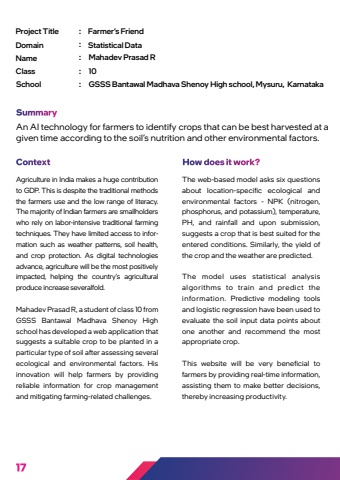 Project Title : Farmer's Friend
Domain : Statistical Data
Name : Mahadev Prasad R
Class : 10
School : GSSS Bantawal Madhava Shenoy High school, Mysuru, Karnataka
Summary
An AI technology for farmers to identify crops that can be best harvested at a
given time according to the soil's nutrition and other environmental factors.
Context
Agriculture in India makes a huge contribution
to GDP. This is despite the traditional methods
the farmers use and the low range of literacy.
The majority of Indian farmers are smallholders
who rely on labor-intensive traditional farming
techniques. They have limited access to infor-
mation such as weather patterns, soil health,
and crop protection. As digital technologies
advance, agriculture will be the most positively
impacted, helping the country's agricultural
produce increase severalfold.
Mahadev Prasad R, a student of class 10 from
GSSS Bantawal Madhava Shenoy High
school has developed a web application that
suggests a suitable crop to be planted in a
particular type of soil after assessing several
ecological and environmental factors. His
innovation will help farmers by providing
reliable information for crop management
and mitigating farming-related challenges.
How does it work?
The web-based model asks six questions
about location-specific ecological and
environmental factors - NPK (nitrogen,
phosphorus, and potassium), temperature,
PH, and rainfall and upon submission,
suggests a crop that is best suited for the
entered conditions. Similarly, the yield of
the crop and the weather are predicted.
The model uses statistical analysis
algorithms to train and predict the
information. Predictive modeling tools
and logistic regression have been used to
evaluate the soil input data points about
one another and recommend the most
appropriate crop.
This website will be very beneficial to
farmers by providing real-time information,
assisting them to make better decisions,
thereby increasing productivity.
17